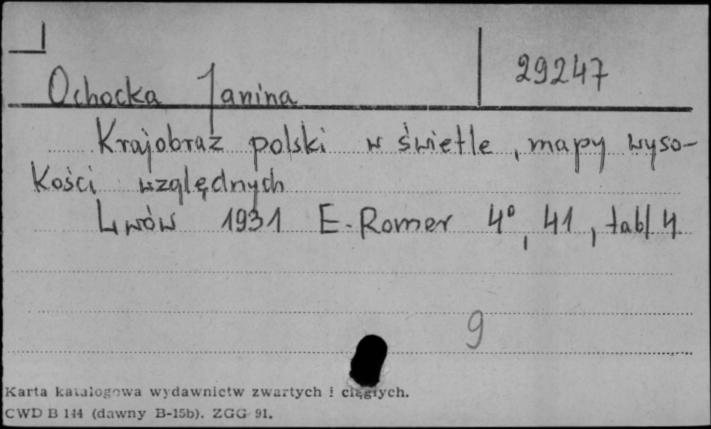 29247
Ochocka Janina
Krajobraz polski w świetle, mapy wyso-
kości względnych
Lwów 1931 E. Romer 4°, 41, tabl 4
9
Karta katalogowa wydawnictw zwartych i ciągłych.
CWD B 144 (dawny B-15b). ZGG 91.